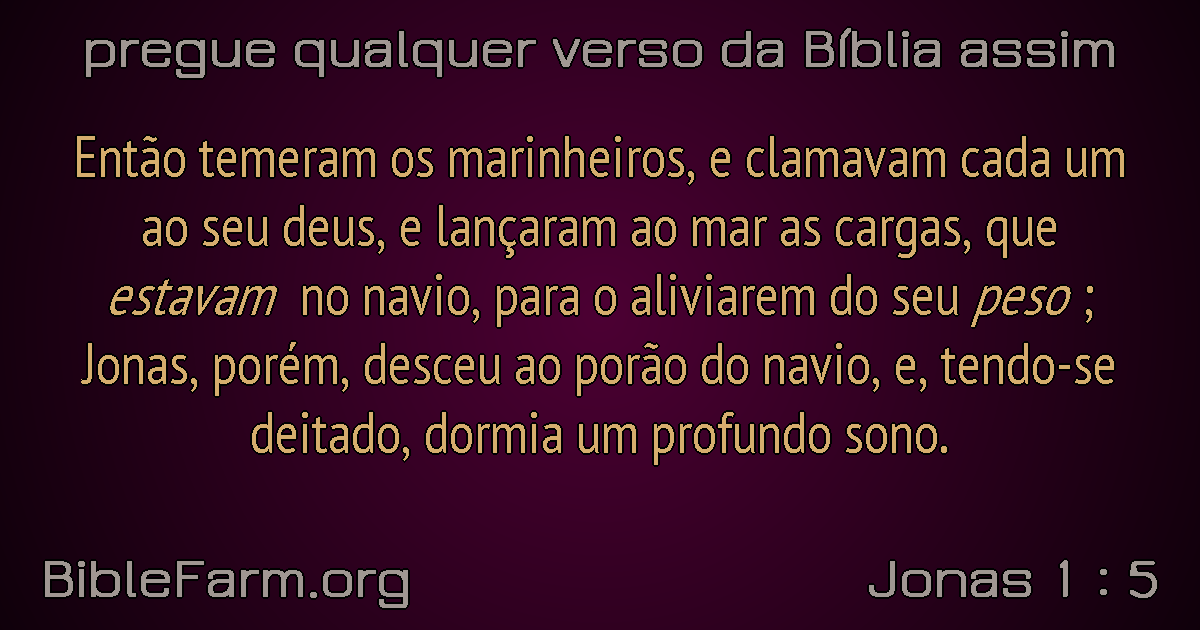 pregue qualquer verso da Bíblia assim
Então temeram os marinheiros, e clamavam cada um
ao seu deus, e lançaram ao mar as cargas, que
estavam no navio, para o aliviarem do seu peso ;
Jonas, porém, desceu ao porão do navio, e, tendo-se
deitado, dormia um profundo sono.
BibleFarm.org
Jonas 1 : 5